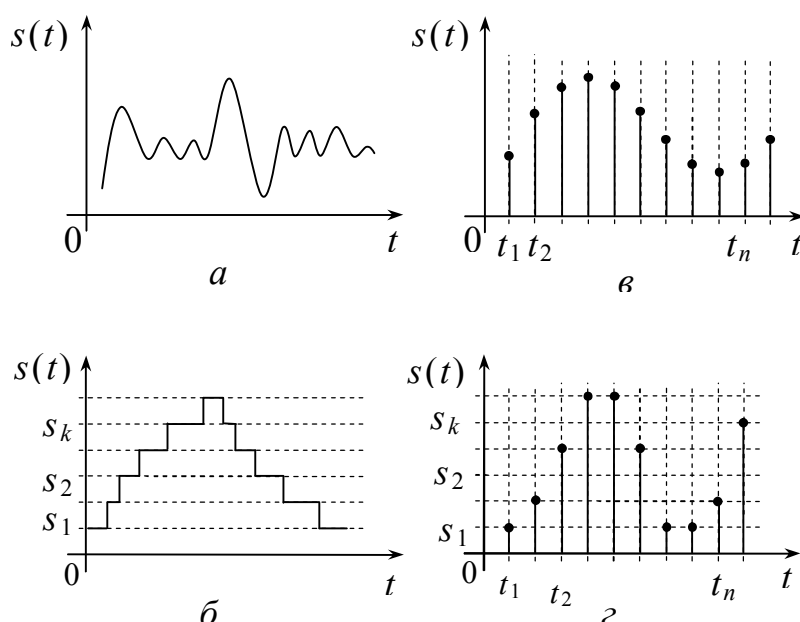 s(t)
0
t
а
s(t)
0
t₁ t₂ tₙ t
в
s(t)
sₖ
s₂
s₁
0
t
б
s(t)
sₖ
s₂
s₁
0
t₁ t₂ tₙ t
г